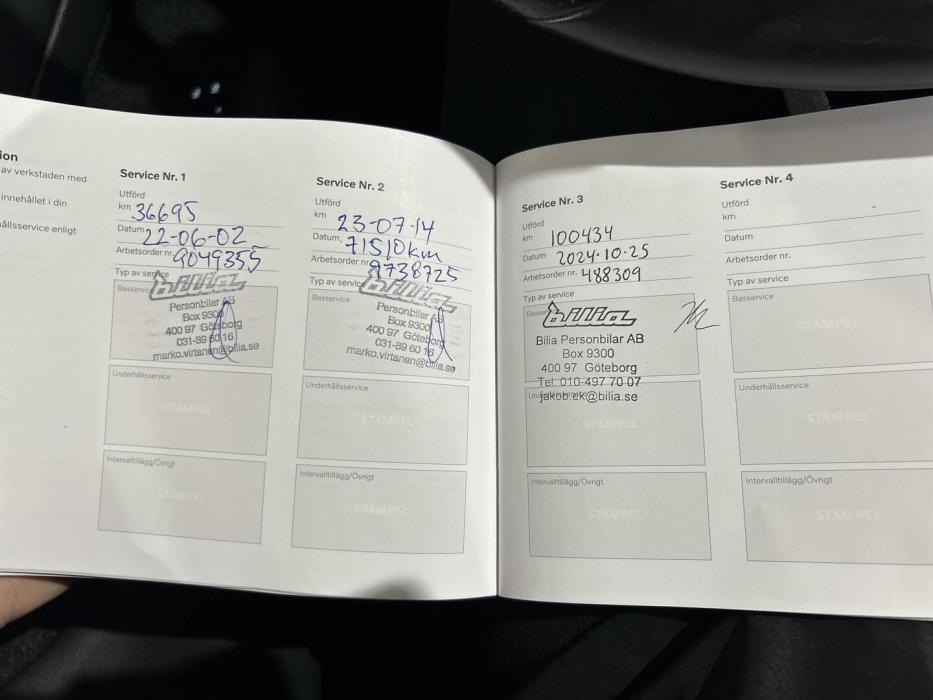 ion
av verkstaden med
innehållet i din
ållsservice enligt
Service Nr. 1
Utförd
km 36695
Datum 22-06-02
Arbetsorder nr. 9049355
Typ av service
Basservice
bilia
Personbilar AB
Box 9300
400 97 Göteborg
031-89 60 16
marko.virtanen@bilia.se
Underhållsservice
STÄMPEL
Intervalltillägg/Övrigt
STÄMPEL
Service Nr. 2
Utförd
km 23-07-14
Datum 71510km
Arbetsorder nr. 9738725
Typ av service
Basservice
bilia
Personbilar AB
Box 9300
400 97 Göteborg
031-89 60 16
marko.virtanen@bilia.se
Underhållsservice
STÄMPEL
Intervalltillägg/Övrigt
STÄMPEL
Service Nr. 3
Utförd
km 100434
Datum 2024-10-25
Arbetsorder nr. 488309
Typ av service
Basse
bilia
Bilia Personbilar AB
Box 9300
400 97 Göteborg
Tel. 010-497 70 07
jakob.ek@bilia.se
STÄMPEL
Intervalltillägg/Övrigt
STÄMPEL
Service Nr. 4
Utförd
km
Datum
Arbetsorder nr.
Typ av service
Basservice
STÄMPEL
Underhållsservice
STÄMPEL
Intervalltillägg/Övrigt
STÄMPEL